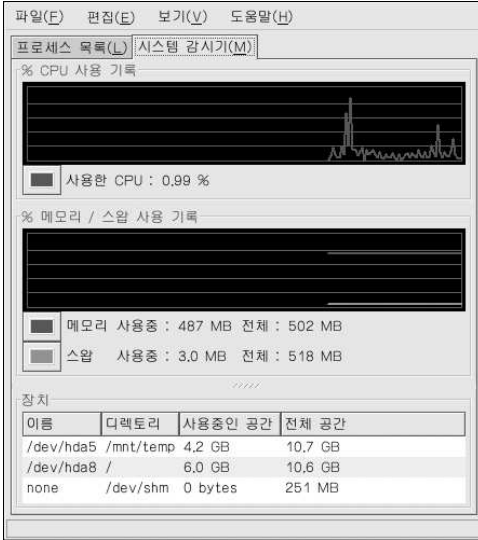 파일(F) 편집(E) 보기(V) 도움말(H)
프로세스 목록(L) 시스템 감시기(M)
% CPU 사용 기록
사용한 CPU : 0.99 %
% 메모리 / 스왑 사용 기록
메모리 사용중 : 487 MB 전체 : 502 MB
스왑 사용중 : 3.0 MB 전체 : 518 MB
장치
이름 디렉토리 사용중인 공간 전체 공간
/dev/hda5 /mnt/temp 4.2 GB 10.7 GB
/dev/hda8 / 6.0 GB 10.6 GB
none /dev/shm 0 bytes 251 MB